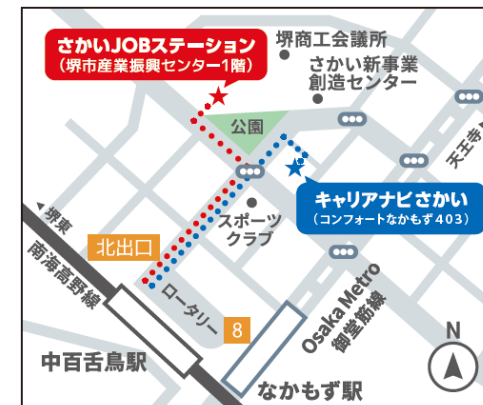 さかいJOBステーション
（堺市産業振興センター1階）
堺商工会議所
さかい新事業
創造センター
公園
天王寺
キャリアナビさかい
（コンフォートなかもず403）
スポーツ
クラブ
堺東
北出口
南海高野線
ロータリー
8
Osaka Metro
御堂筋線
N
中百舌鳥駅
なかもず駅